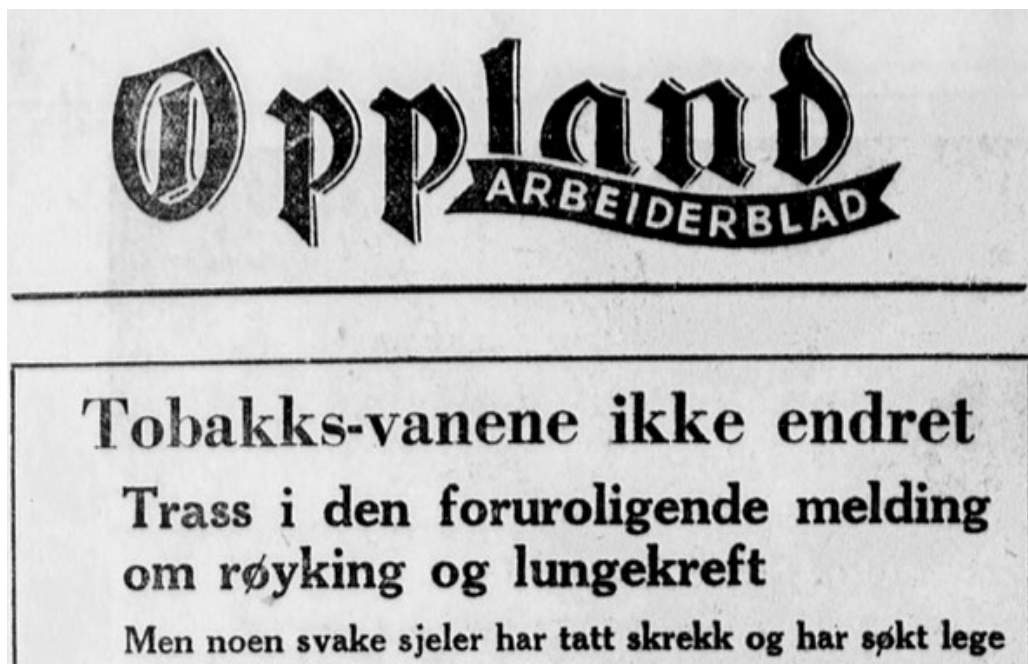 Oppland
ARBEIDERBLAD
Tobakks-vanene ikke endret
Trass i den foruroligende melding
om røyking og lungekreft
Men noen svake sjeler har tatt skrekk og har søkt lege